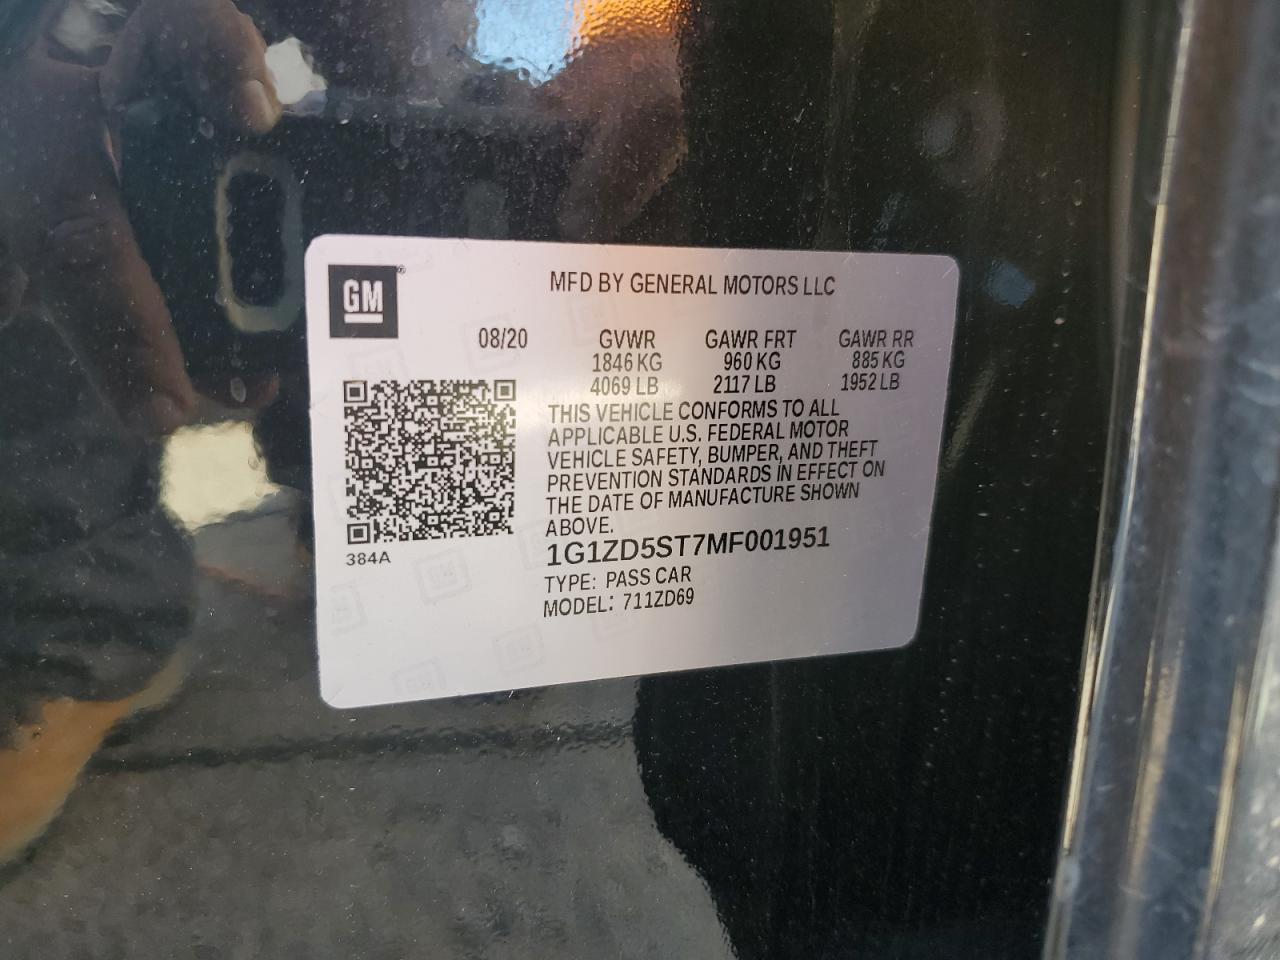 GM®
MFD BY GENERAL MOTORS LLC
08/20 GVWR GAWR FRT GAWR RR
1846 KG 960 KG 885 KG
4069 LB 2117 LB 1952 LB
THIS VEHICLE CONFORMS TO ALL
APPLICABLE U.S. FEDERAL MOTOR
VEHICLE SAFETY, BUMPER, AND THEFT
PREVENTION STANDARDS IN EFFECT ON
THE DATE OF MANUFACTURE SHOWN
ABOVE.
384A
1G1ZD5ST7MF001951
TYPE: PASS CAR
MODEL: 711ZD69